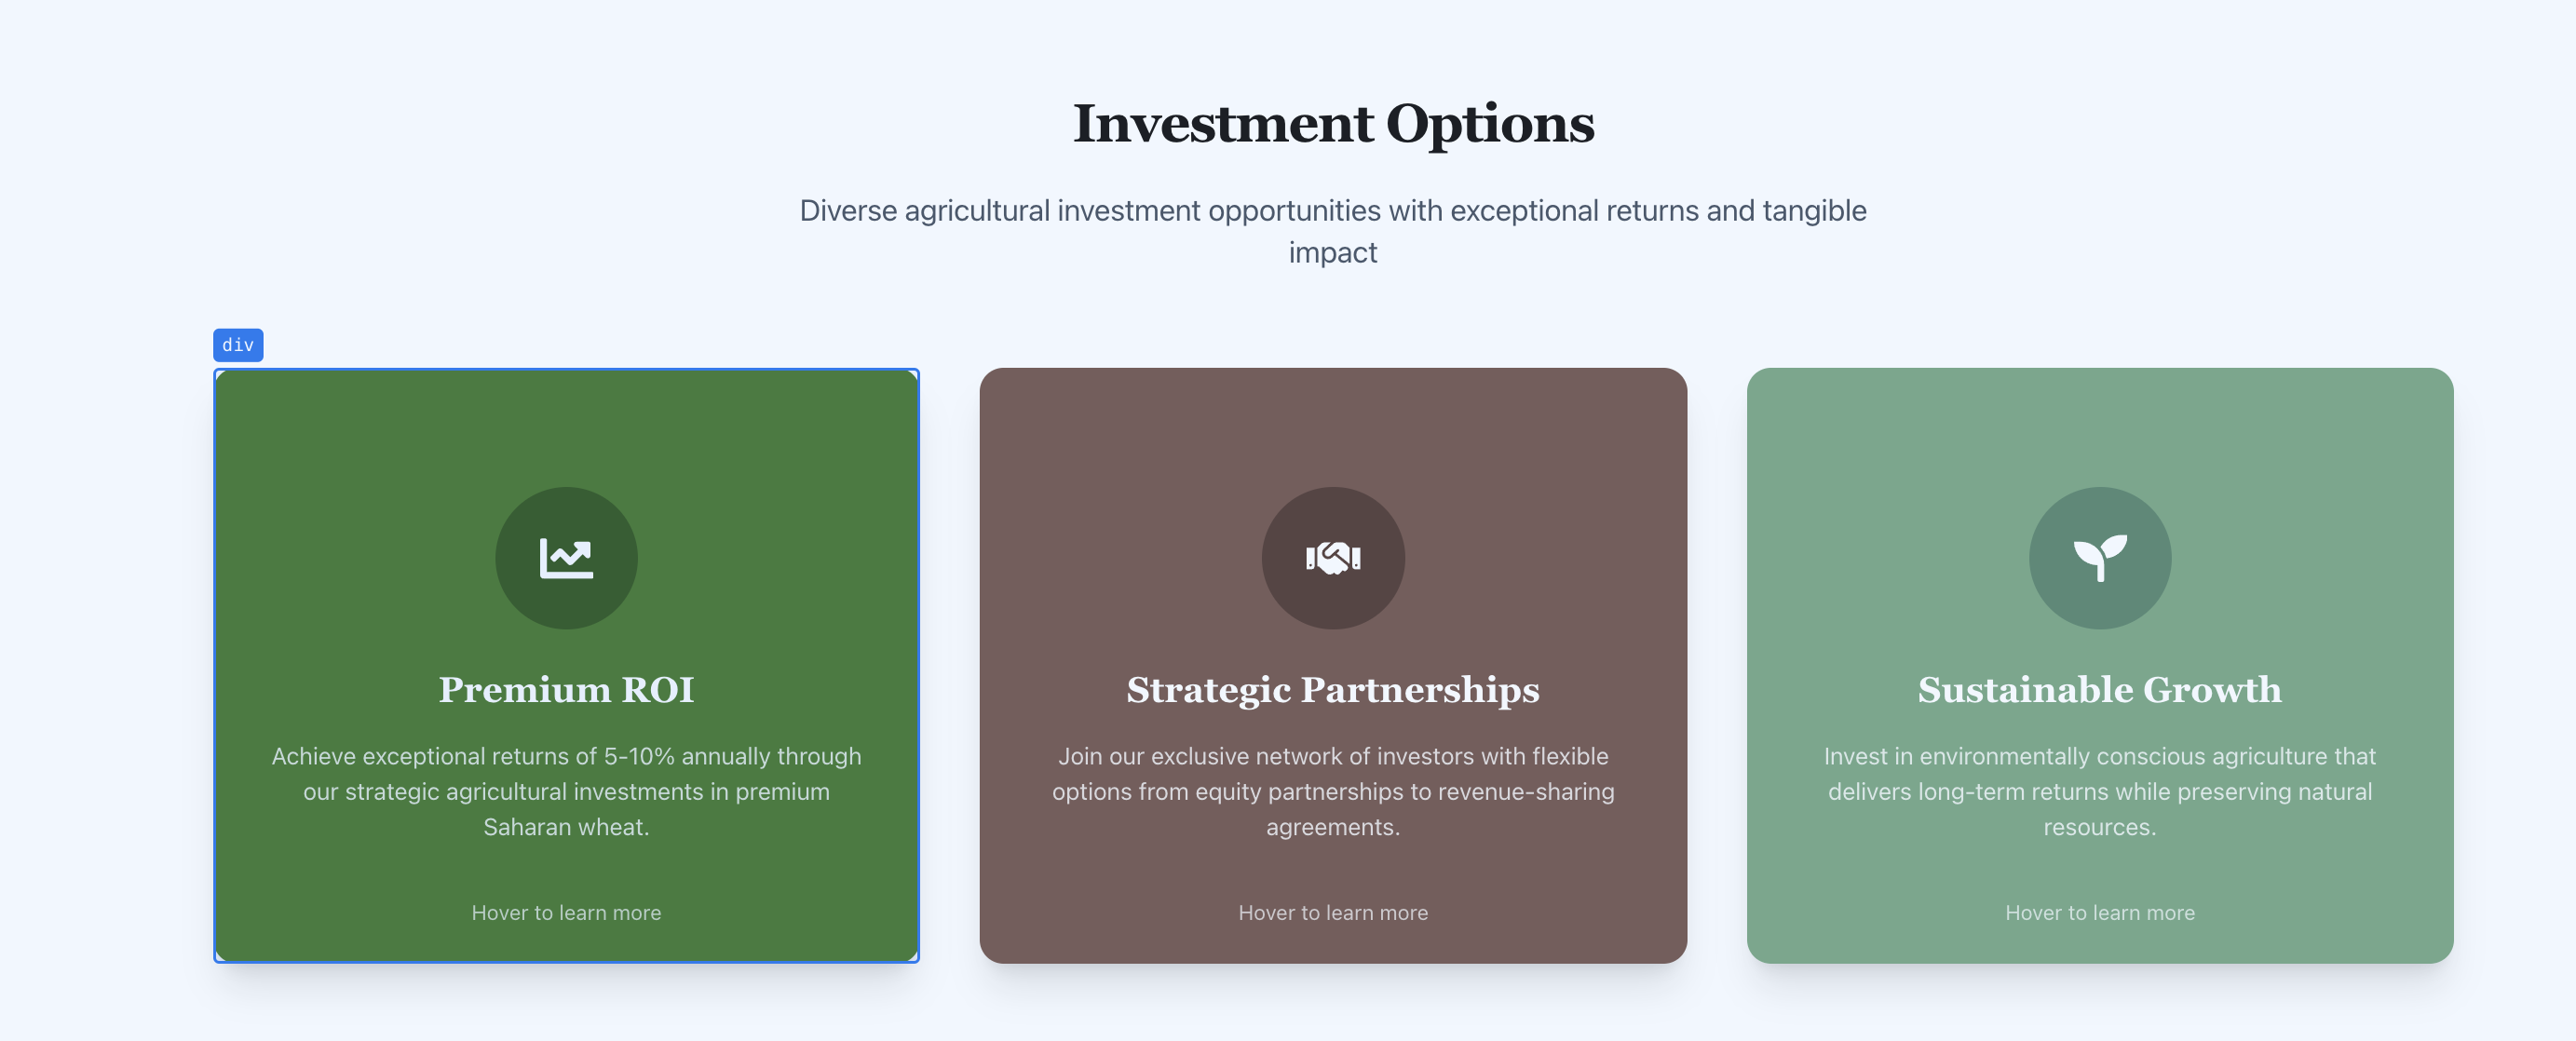 Investment Options
Diverse agricultural investment opportunities with exceptional returns and tangible
impact
div
Premium ROI
Achieve exceptional returns of 5-10% annually through
our strategic agricultural investments in premium
Saharan wheat.
Hover to learn more
Strategic Partnerships
Join our exclusive network of investors with flexible
options from equity partnerships to revenue-sharing
agreements.
Hover to learn more
Sustainable Growth
Invest in environmentally conscious agriculture that
delivers long-term returns while preserving natural
resources.
Hover to learn more